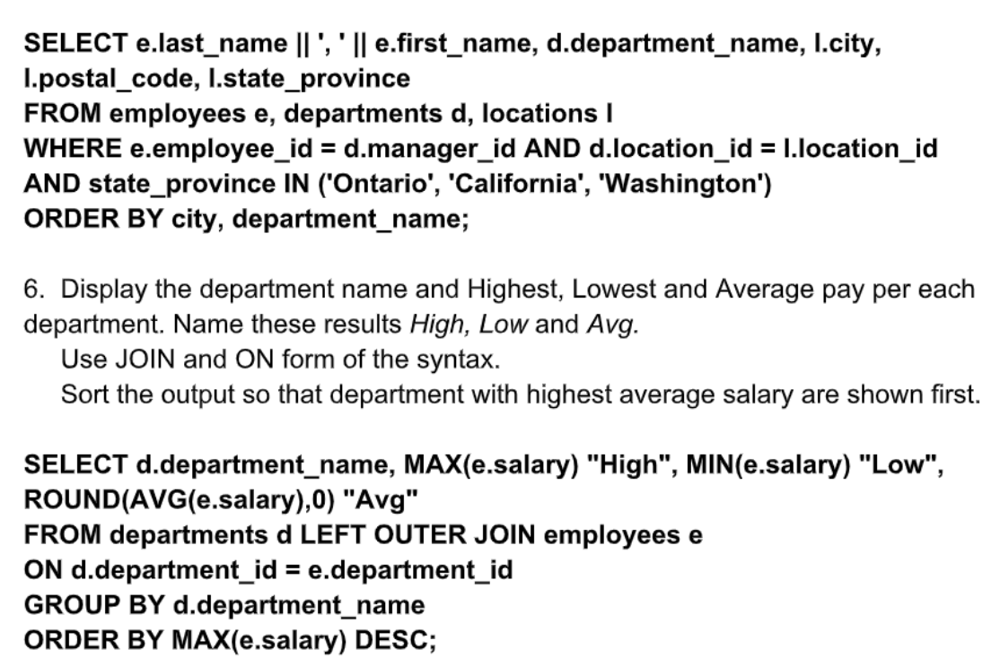 SELECT e.last_name || ', ' || e.first_name, d.department_name, l.city,
l.postal_code, l.state_province
FROM employees e, departments d, locations l
WHERE e.employee_id = d.manager_id AND d.location_id = l.location_id
AND state_province IN ('Ontario', 'California', 'Washington')
ORDER BY city, department_name;
6. Display the department name and Highest, Lowest and Average pay per each
department. Name these results High, Low and Avg.
Use JOIN and ON form of the syntax.
Sort the output so that department with highest average salary are shown first.
SELECT d.department_name, MAX(e.salary) "High", MIN(e.salary) "Low",
ROUND(AVG(e.salary),0) "Avg"
FROM departments d LEFT OUTER JOIN employees e
ON d.department_id = e.department_id
GROUP BY d.department_name
ORDER BY MAX(e.salary) DESC;